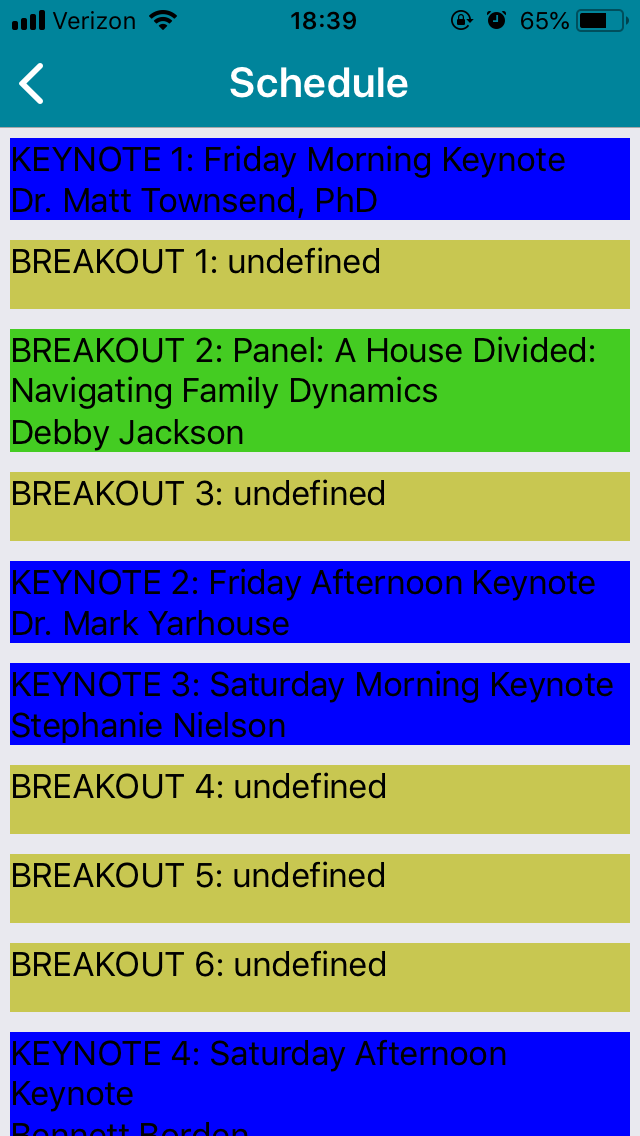 Verizon 18:39 65%
Schedule
KEYNOTE 1: Friday Morning Keynote
Dr. Matt Townsend, PhD
BREAKOUT 1: undefined
BREAKOUT 2: Panel: A House Divided:
Navigating Family Dynamics
Debby Jackson
BREAKOUT 3: undefined
KEYNOTE 2: Friday Afternoon Keynote
Dr. Mark Yarhouse
KEYNOTE 3: Saturday Morning Keynote
Stephanie Nielson
BREAKOUT 4: undefined
BREAKOUT 5: undefined
BREAKOUT 6: undefined
KEYNOTE 4: Saturday Afternoon
Keynote
Bennett Borden